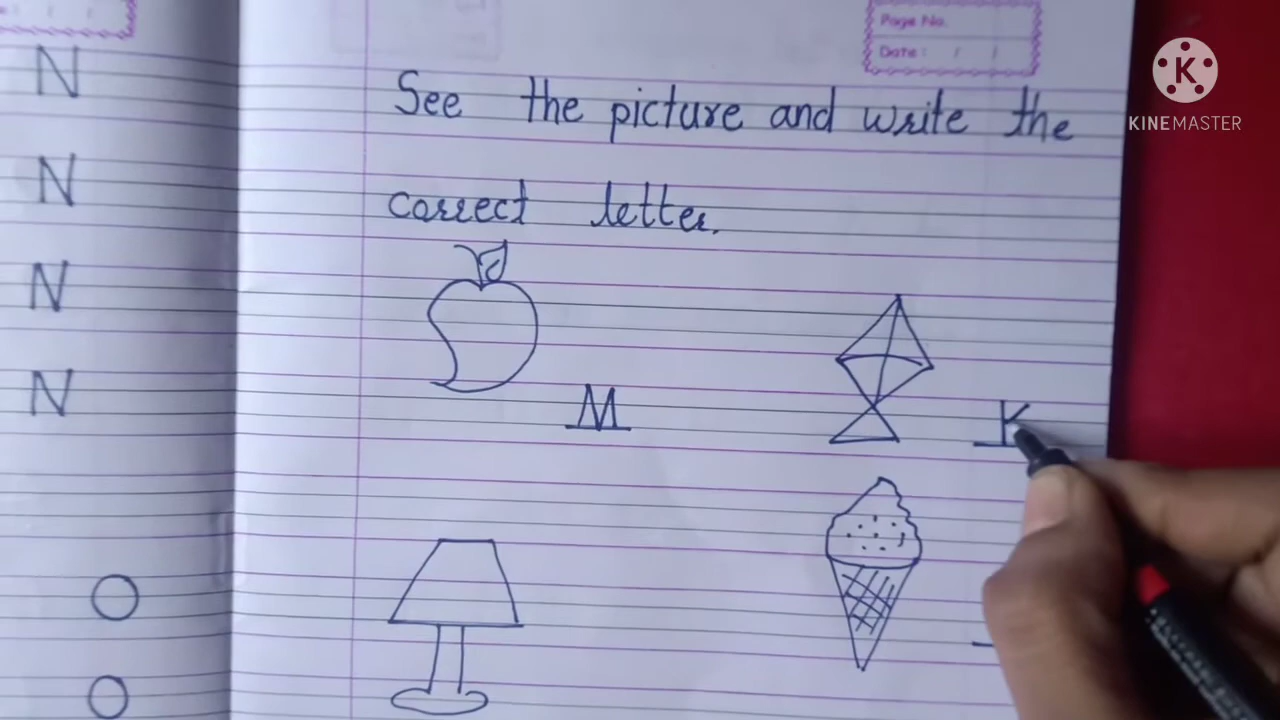 Page No.
Date: / /
N
See the picture and write the
KINEMASTER
N
correct letter.
N
N
M
K
O
O